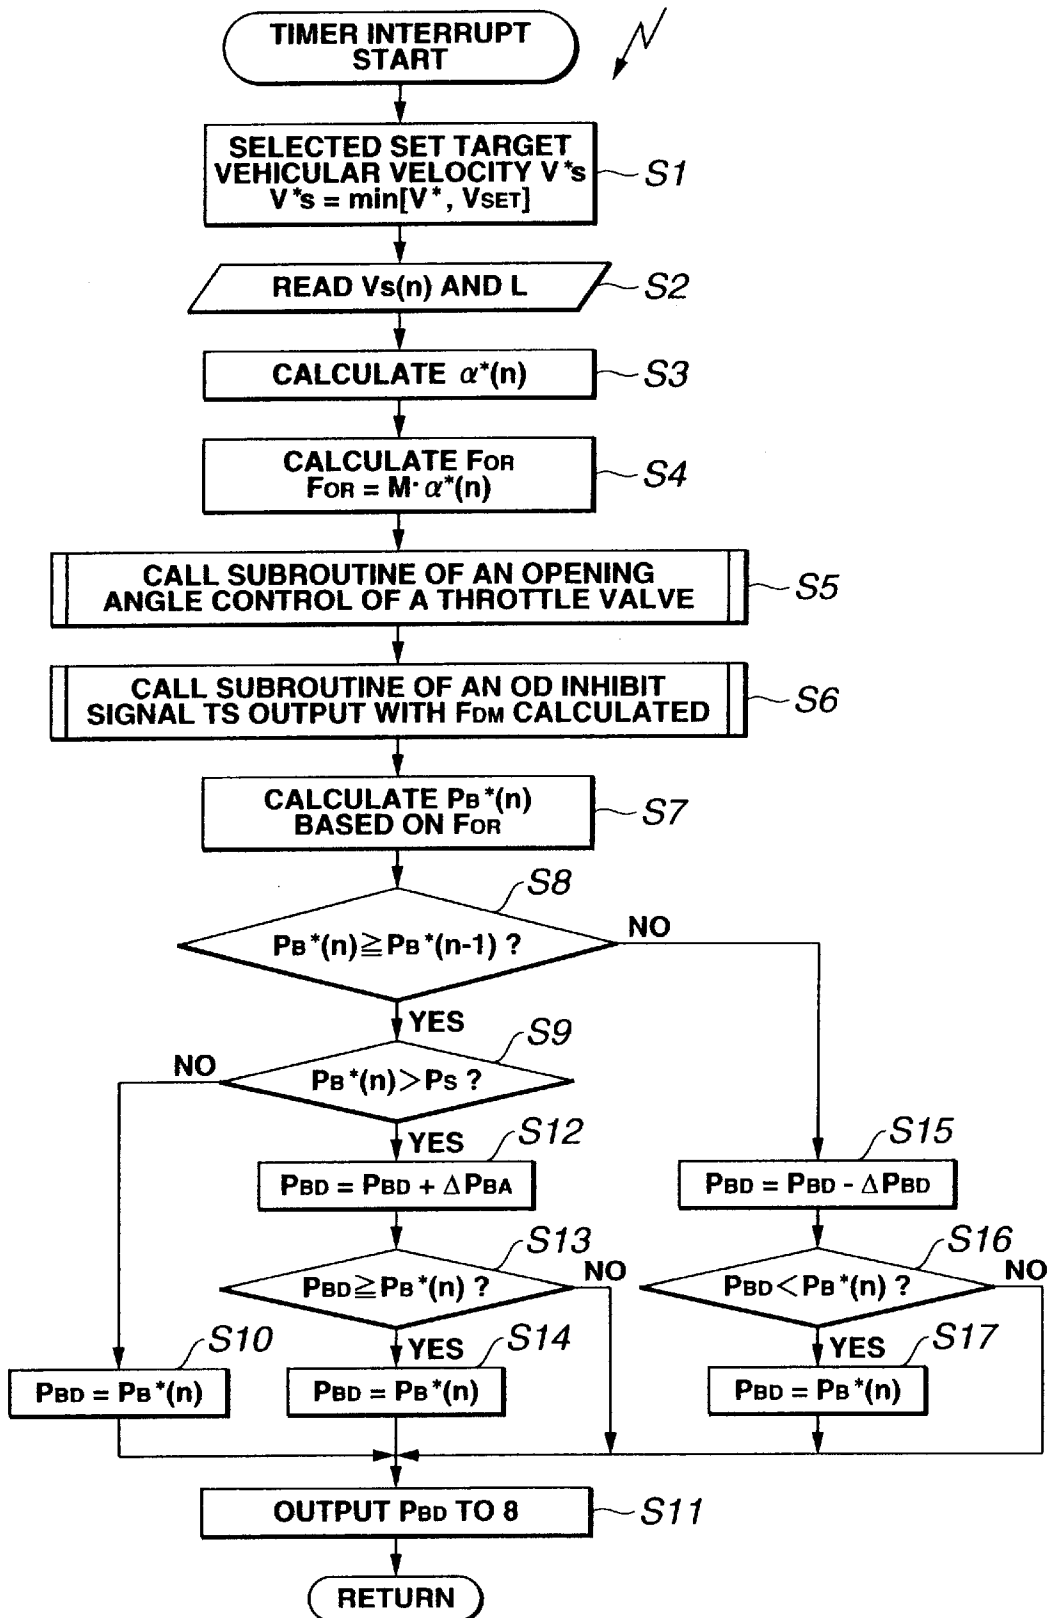 TIMER INTERRUPT
START
SELECTED SET TARGET
VEHICULAR VELOCITY V*s
V*s = min[V*, VSET]
S1
READ Vs(n) AND L
S2
CALCULATE α*(n)
S3
CALCULATE FOR
FOR = M· α*(n)
S4
CALL SUBROUTINE OF AN OPENING
ANGLE CONTROL OF A THROTTLE VALVE
S5
CALL SUBROUTINE OF AN OD INHIBIT
SIGNAL TS OUTPUT WITH FDM CALCULATED
S6
CALCULATE PB*(n)
BASED ON FOR
S7
S8
PB*(n)≧PB*(n-1) ?
NO
YES
S9
NO
PB*(n)>PS ?
YES
S12
S15
PBD = PBD + ΔPBA
PBD = PBD - ΔPBD
S13
S16
PBD≧PB*(n) ?
NO
PBD<PB*(n) ?
NO
S10
YES
S14
YES
S17
PBD = PB*(n)
PBD = PB*(n)
PBD = PB*(n)
OUTPUT PBD TO 8
S11
RETURN